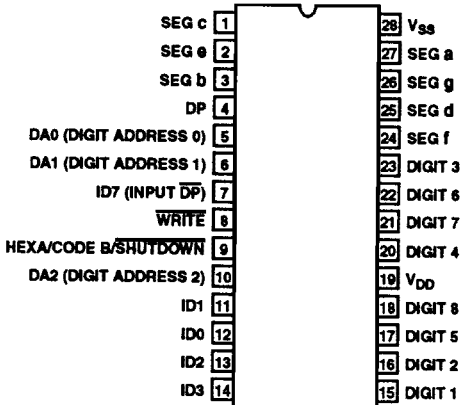 SEG c 1
SEG e 2
SEG b 3
DP 4
DA0 (DIGIT ADDRESS 0) 5
DA1 (DIGIT ADDRESS 1) 6
ID7 (INPUT D̅P̅) 7
W̅R̅I̅T̅E̅ 8
HEXA/CODE B/S̅H̅U̅T̅D̅O̅W̅N̅ 9
DA2 (DIGIT ADDRESS 2) 10
ID1 11
ID0 12
ID2 13
ID3 14
28 VSS
27 SEG a
26 SEG g
25 SEG d
24 SEG f
23 DIGIT 3
22 DIGIT 6
21 DIGIT 7
20 DIGIT 4
19 VDD
18 DIGIT 8
17 DIGIT 5
16 DIGIT 2
15 DIGIT 1